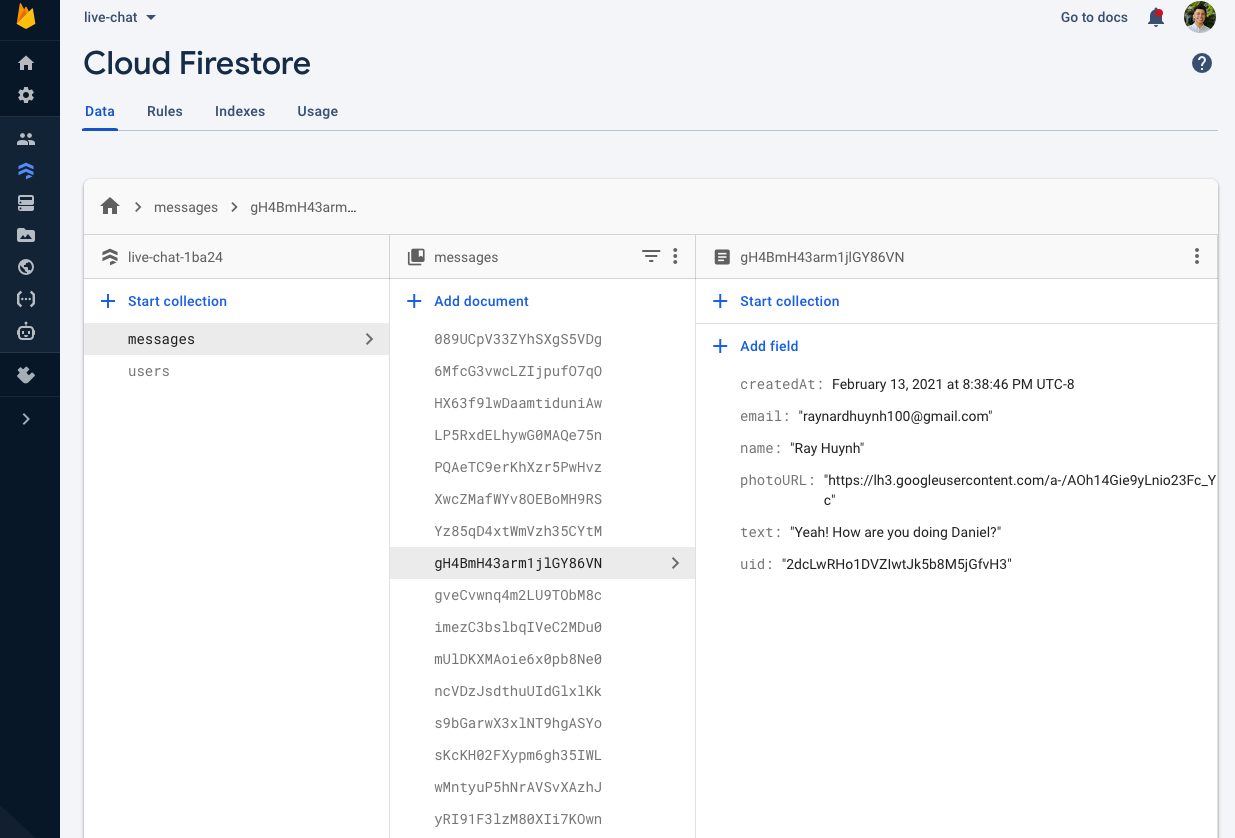 live-chat
Go to docs
Cloud Firestore
Data
Rules
Indexes
Usage
messages
gH4BmH43arm…
live-chat-1ba24
messages
gH4BmH43arm1jlGY86VN
Start collection
Add document
Start collection
messages
users
089UCpV33ZYhSXgS5VDg
6MfcG3vwcLZIjpufO7qO
HX63f9lwDaamtiduniAw
LP5RxdELhywG0MAQe75n
PQAeTC9erKhXzr5PwHvz
XwcZMafWYv8OEBoMH9RS
Yz85qD4xtWmVzh35CYtM
gH4BmH43arm1jlGY86VN
gveCvwnq4m2LU9TObM8c
imezC3bslbqIVeC2MDu0
mUlDKXMAoie6x0pb8Ne0
ncVDzJsdthuUIdGlxlKk
s9bGarwX3xlNT9hgASYo
sKcKH02FXypm6gh35IWL
wMntyuP5hNrAVSvXAzhJ
yRI91F3lzM80XIi7KOwn
Add field
createdAt: February 13, 2021 at 8:38:46 PM UTC-8
email: "raynardhuynh100@gmail.com"
name: "Ray Huynh"
photoURL: "https://lh3.googleusercontent.com/a-/AOh14Gie9yLnio23Fc_Y
c"
text: "Yeah! How are you doing Daniel?"
uid: "2dcLwRHo1DVZIwtJk5b8M5jGfvH3"